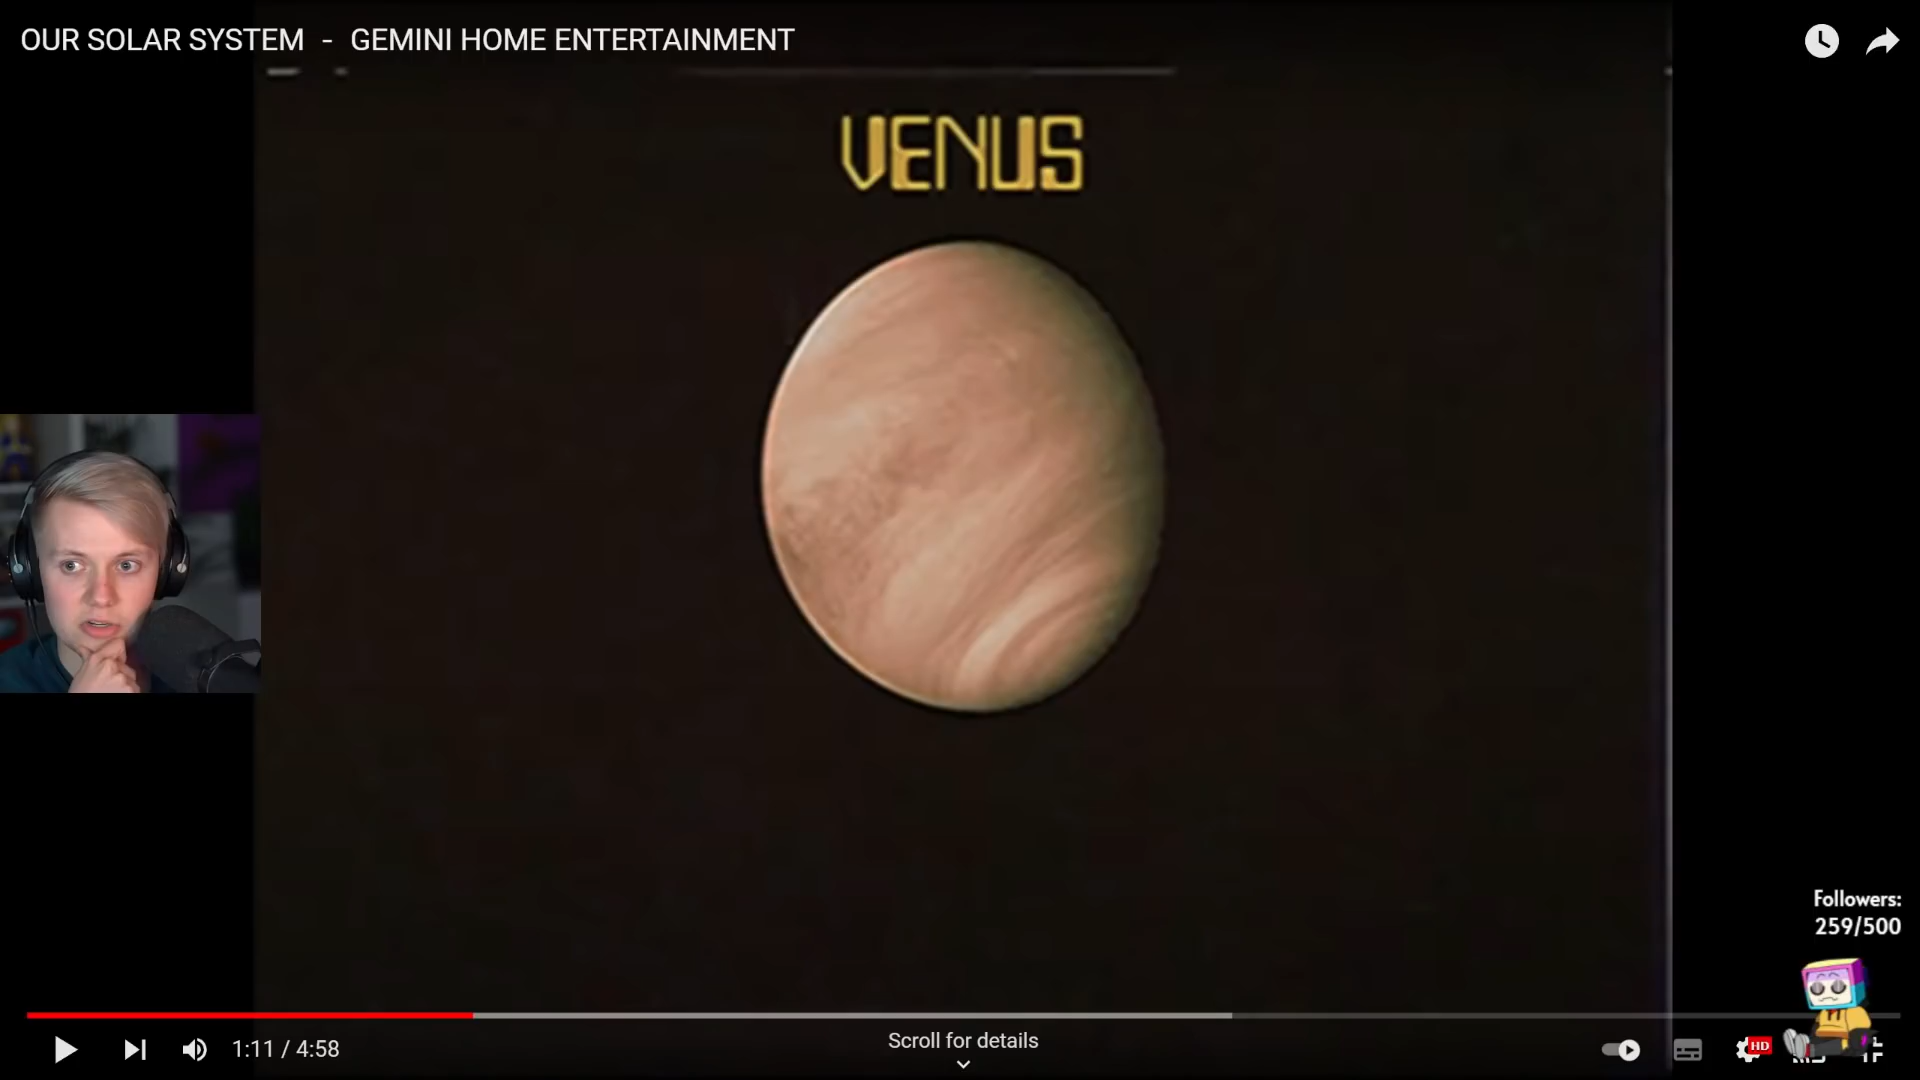 OUR SOLAR SYSTEM - GEMINI HOME ENTERTAINMENT
VENUS
Followers:
259/500
1:11 / 4:58
Scroll for details
HD